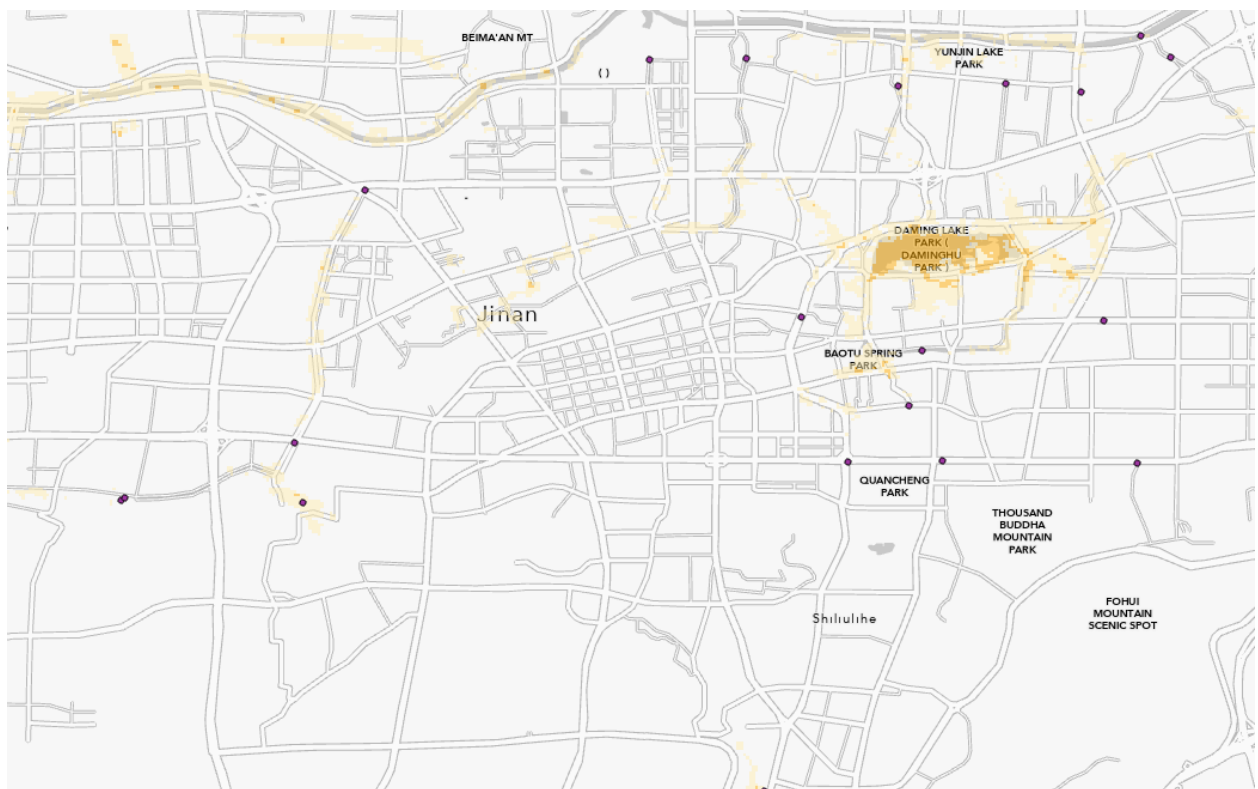 BEIMA'AN MT
( )
YUNJIN LAKE
PARK
DAMING LAKE
PARK (
DAMINGHU
PARK )
Jinan
BAOTU SPRING
PARK
QUANCHENG
PARK
THOUSAND
BUDDHA
MOUNTAIN
PARK
FOHUI
MOUNTAIN
SCENIC SPOT
Shiliulihe